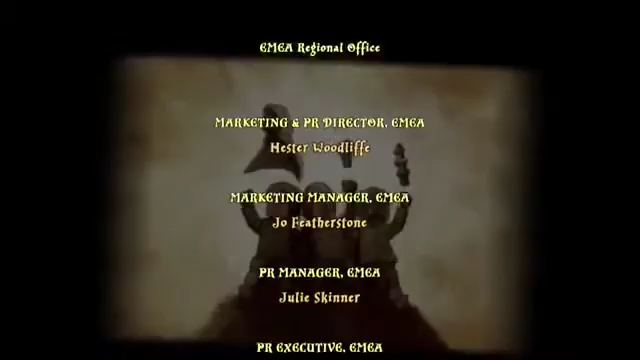 EMEA Regional Office
MARKETING & PR DIRECTOR, EMEA
Hester Woodliffe
MARKETING MANAGER, EMEA
Jo Featherstone
PR MANAGER, EMEA
Julie Skinner
PR EXECUTIVE, EMEA